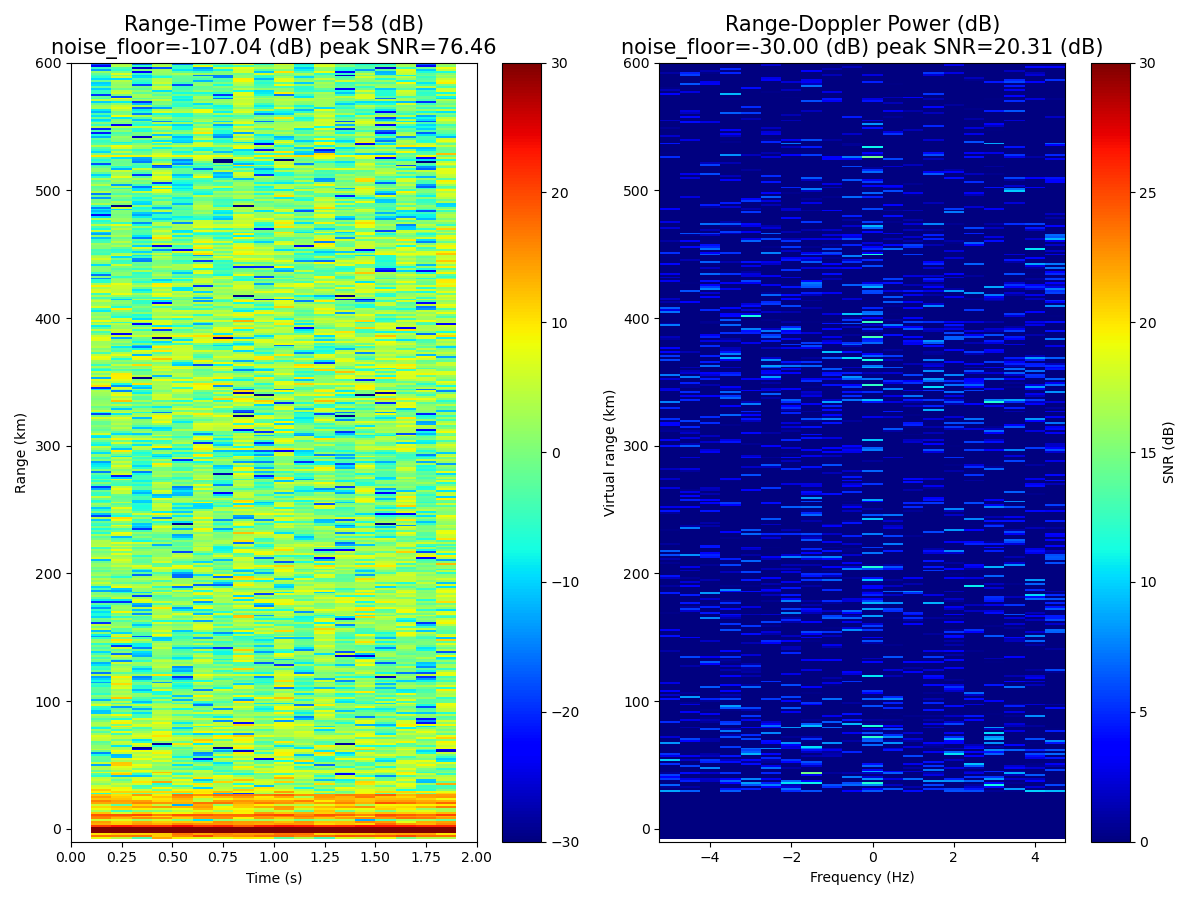 Range-Time Power f=58 (dB)
noise_floor=-107.04 (dB) peak SNR=76.46
600
500
400
300
200
100
0
Range (km)
0.00 0.25 0.50 0.75 1.00 1.25 1.50 1.75 2.00
Time (s)
30
20
10
0
−10
−20
−30
Range-Doppler Power (dB)
noise_floor=-30.00 (dB) peak SNR=20.31 (dB)
600
500
400
300
200
100
0
Virtual range (km)
−4 −2 0 2 4
Frequency (Hz)
30
25
20
15
10
5
0
SNR (dB)